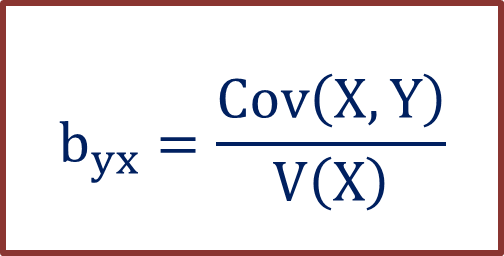 b_yx = Cov(X, Y) / V(X)